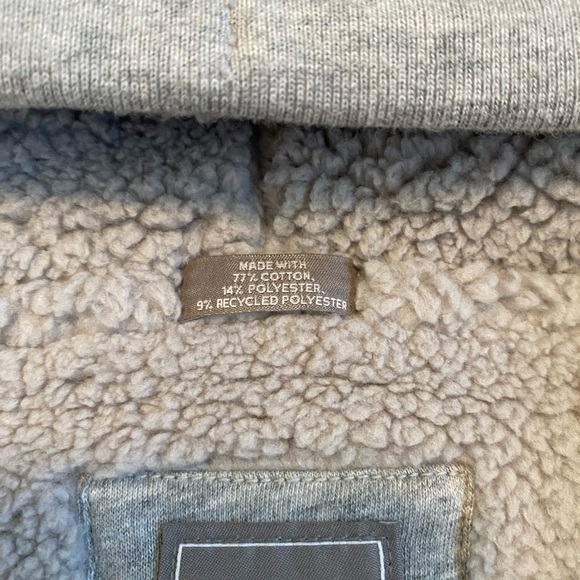 MADE WITH
77% COTTON,
14% POLYESTER,
9% RECYCLED POLYESTER